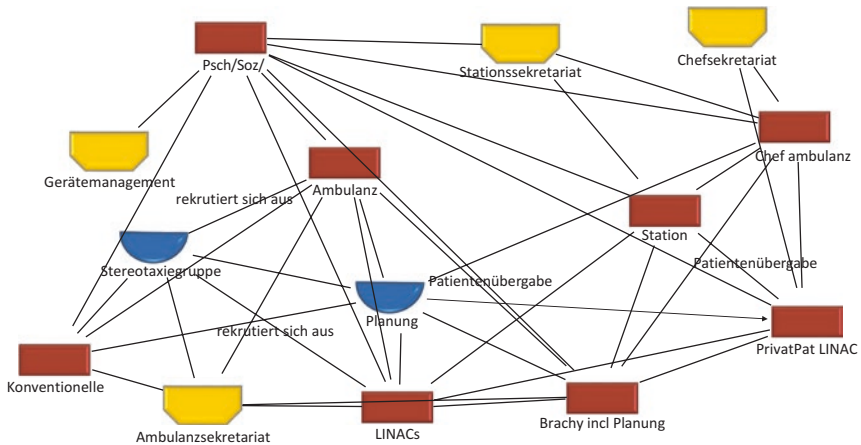 Psch/Soz/
Stationssekretariat
Chefsekretariat
Chef ambulanz
Gerätemanagement
Ambulanz
rekrutiert sich aus
Station
Stereotaxiegruppe
Patientenübergabe
Patientenübergabe
Planung
rekrutiert sich aus
PrivatPat LINAC
Konventionelle
Ambulanzsekretariat
LINACs
Brachy incl Planung